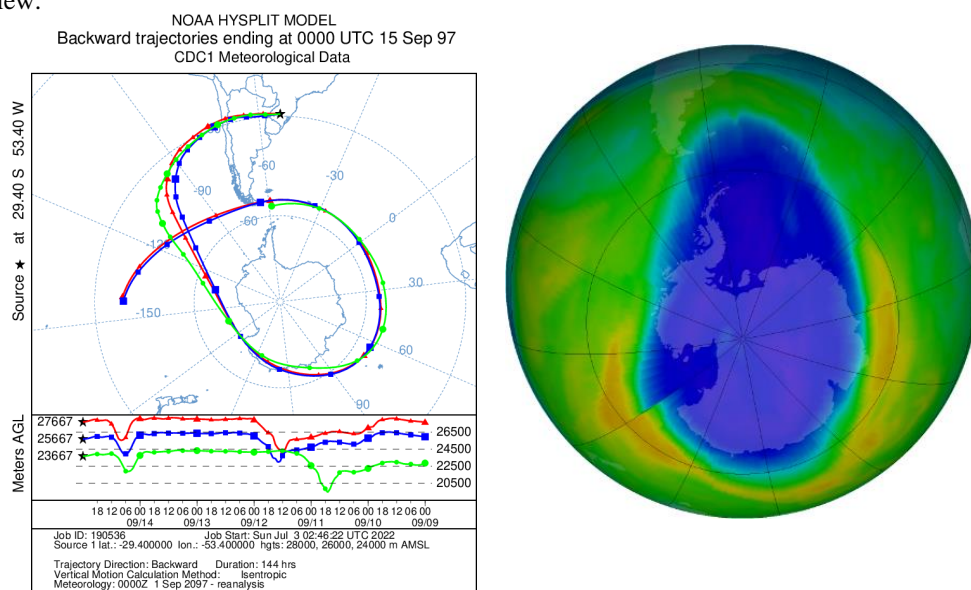 new.
NOAA HYSPLIT MODEL
Backward trajectories ending at 0000 UTC 15 Sep 97
CDC1 Meteorological Data
Source ★ at 29.40 S 53.40 W
-60
-30
-90
-60
0
-12
30
-150
60
90
Meters AGL
27667
25667
23667
26500
24500
22500
20500
18 12 06 00 18 12 06 00 18 12 06 00 18 12 06 00 18 12 06 00 18 12 06 00
09/14 09/13 09/12 09/11 09/10 09/09
Job ID: 190536 Job Start: Sun Jul 3 02:46:22 UTC 2022
Source 1 lat.: -29.400000 lon.: -53.400000 hgts: 28000, 26000, 24000 m AMSL
Trajectory Direction: Backward Duration: 144 hrs
Vertical Motion Calculation Method: Isentropic
Meteorology: 0000Z 1 Sep 2097 - reanalysis